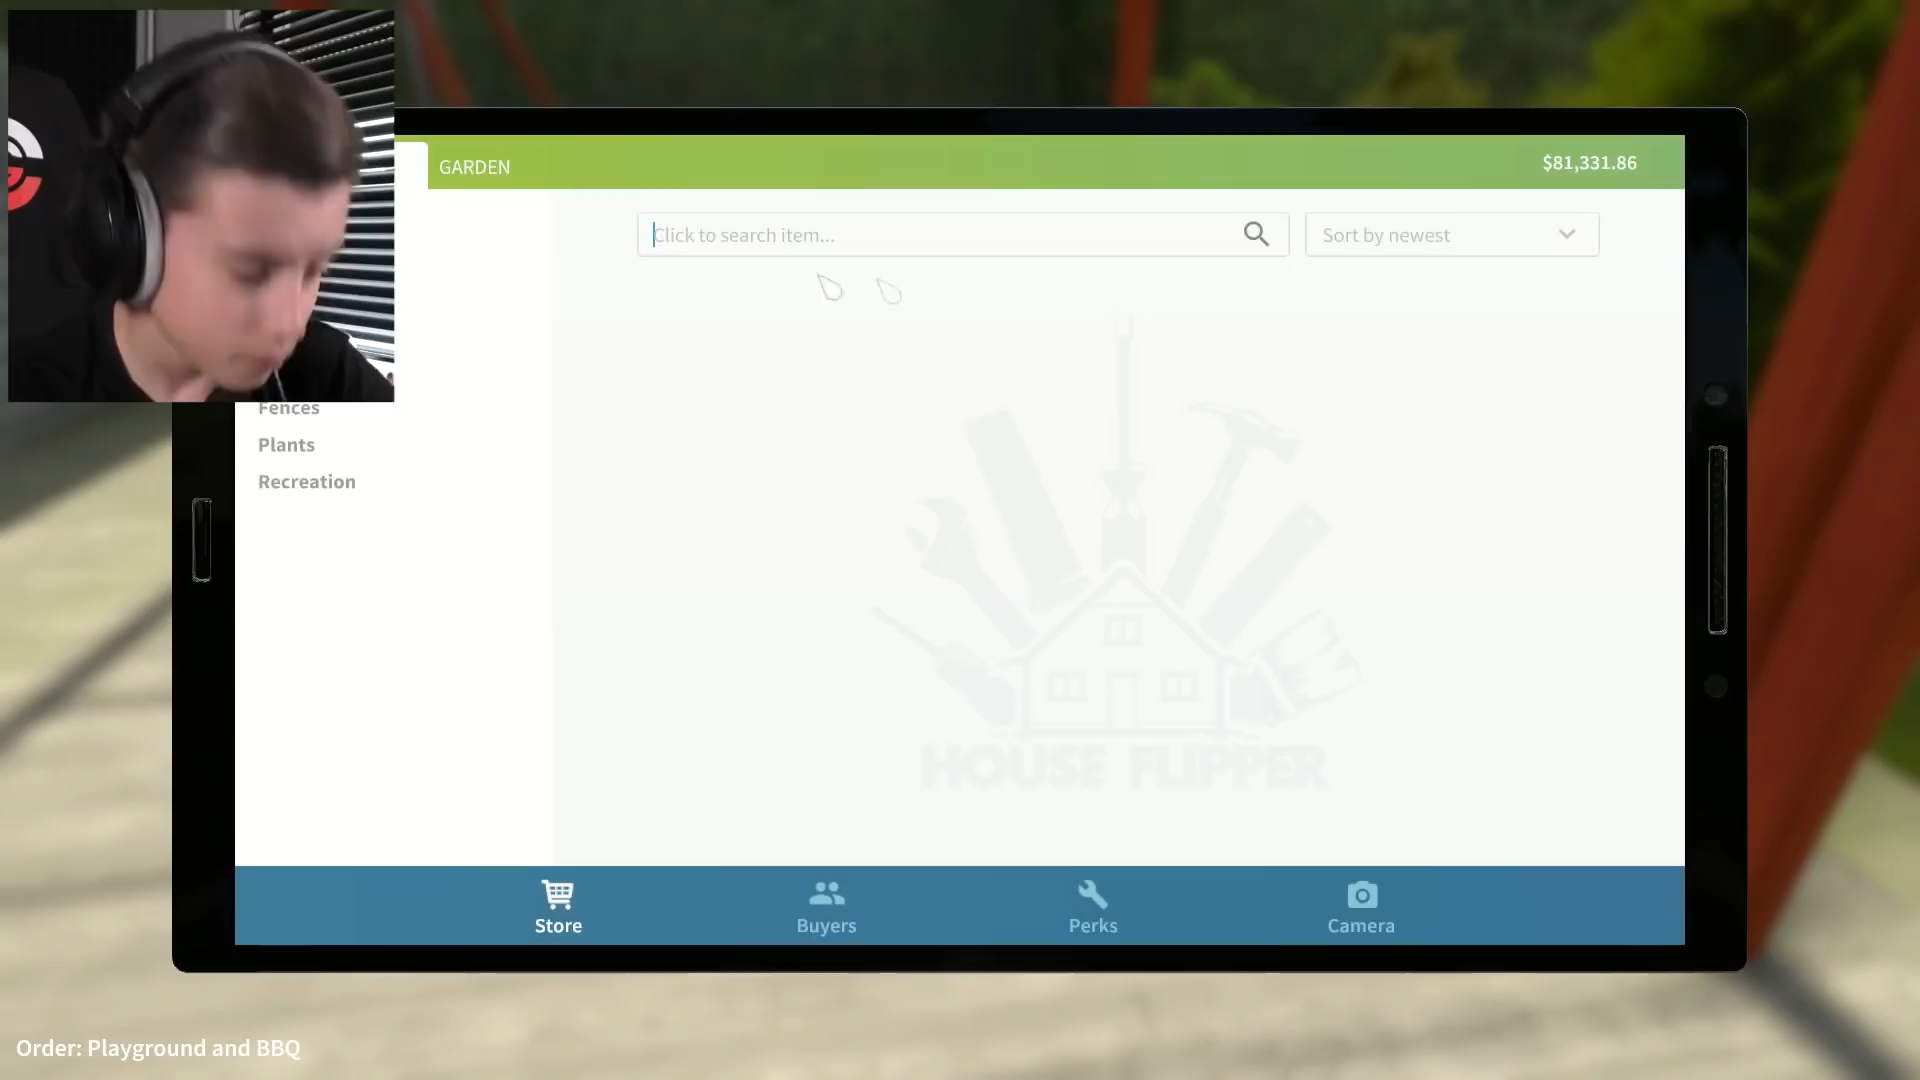 GARDEN
$81,331.86
Click to search item...
Sort by newest
Fences
Plants
Recreation
HOUSE FLIPPER
Store
Buyers
Perks
Camera
Order: Playground and BBQ